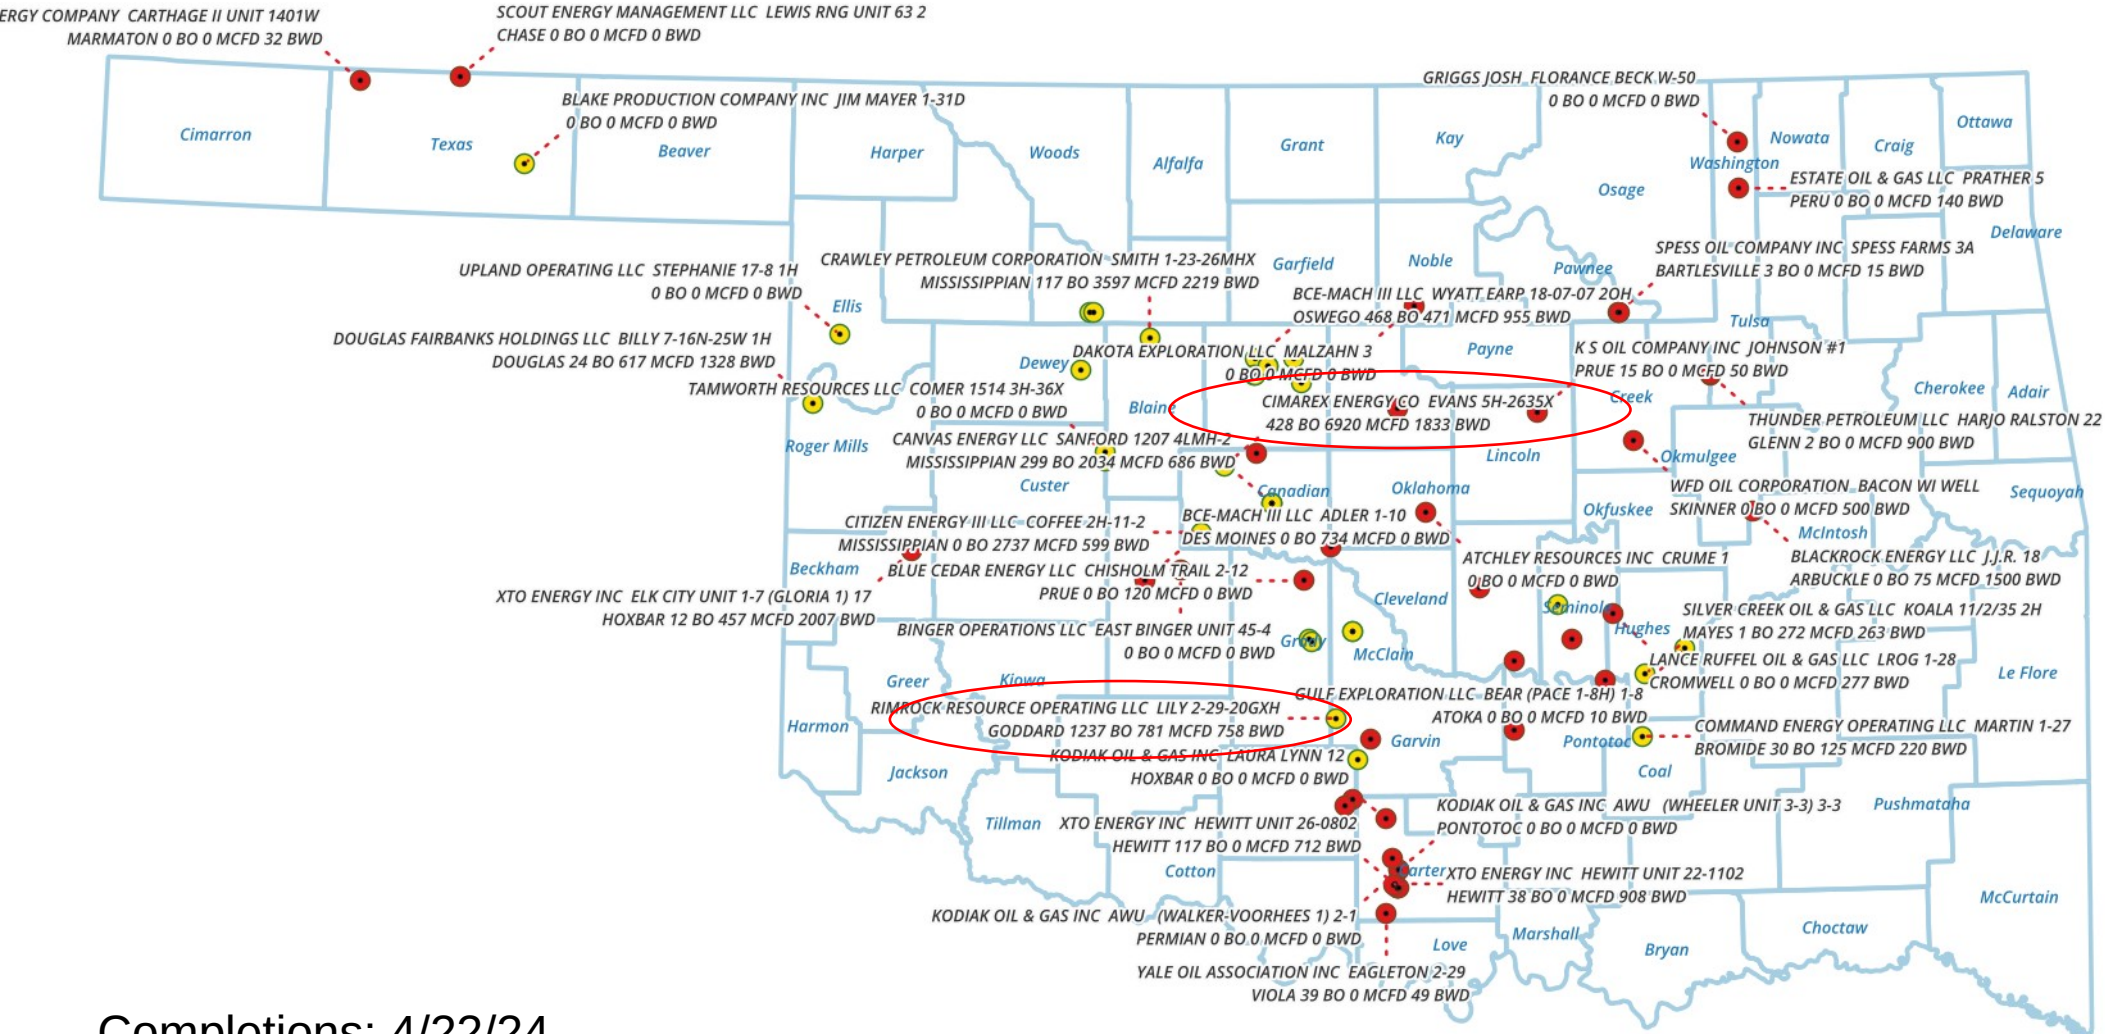 ERGY COMPANY CARTHAGE II UNIT 1401W
MARMATON 0 BO 0 MCFD 32 BWD
SCOUT ENERGY MANAGEMENT LLC LEWIS RNG UNIT 63 2
CHASE 0 BO 0 MCFD 0 BWD
BLAKE PRODUCTION COMPANY INC JIM MAYER 1-31D
0 BO 0 MCFD 0 BWD
GRIGGS JOSH FLORANCE BECK W-50
0 BO 0 MCFD 0 BWD
Cimarron
Texas
Beaver
Harper
Woods
Alfalfa
Grant
Kay
Osage
Washington
Nowata
Craig
Ottawa
ESTATE OIL & GAS LLC PRATHER 5
PERU 0 BO 0 MCFD 140 BWD
Delaware
SPESS OIL COMPANY INC SPESS FARMS 3A
BARTLESVILLE 3 BO 0 MCFD 15 BWD
UPLAND OPERATING LLC STEPHANIE 17-8 1H
0 BO 0 MCFD 0 BWD
CRAWLEY PETROLEUM CORPORATION SMITH 1-23-26MHX
MISSISSIPPIAN 117 BO 3597 MCFD 2219 BWD
Garfield
Noble
Pawnee
Ellis
BCE-MACH III LLC WYATT EARP 18-07-07 2OH
OSWEGO 468 BO 471 MCFD 955 BWD
Tulsa
DOUGLAS FAIRBANKS HOLDINGS LLC BILLY 7-16N-25W 1H
DOUGLAS 24 BO 617 MCFD 1328 BWD
Dewey
DAKOTA EXPLORATION LLC MALZAHN 3
0 BO 0 MCFD 0 BWD
Payne
K S OIL COMPANY INC JOHNSON #1
PRUE 15 BO 0 MCFD 50 BWD
Cherokee
Adair
TAMWORTH RESOURCES LLC COMER 1514 3H-36X
0 BO 0 MCFD 0 BWD
Blaine
CIMAREX ENERGY CO EVANS 5H-2635X
428 BO 6920 MCFD 1833 BWD
Creek
THUNDER PETROLEUM LLC HARJO RALSTON 22
GLENN 2 BO 0 MCFD 900 BWD
Roger Mills
CANVAS ENERGY LLC SANFORD 1207 4LMH-2
MISSISSIPPIAN 299 BO 2034 MCFD 686 BWD
Lincoln
Okmulgee
Custer
Canadian
Oklahoma
WFD OIL CORPORATION BACON WI WELL
SKINNER 0 BO 0 MCFD 500 BWD
Sequoyah
Okfuskee
McIntosh
CITIZEN ENERGY III LLC COFFEE 2H-11-2
MISSISSIPPIAN 0 BO 2737 MCFD 599 BWD
BCE-MACH III LLC ADLER 1-10
DES MOINES 0 BO 734 MCFD 0 BWD
ATCHLEY RESOURCES INC CRUME 1
0 BO 0 MCFD 0 BWD
BLACKROCK ENERGY LLC J.J.R. 18
ARBUCKLE 0 BO 75 MCFD 1500 BWD
Beckham
BLUE CEDAR ENERGY LLC CHISHOLM TRAIL 2-12
PRUE 0 BO 120 MCFD 0 BWD
XTO ENERGY INC ELK CITY UNIT 1-7 (GLORIA 1) 17
HOXBAR 12 BO 457 MCFD 2007 BWD
Cleveland
Seminole
SILVER CREEK OIL & GAS LLC KOALA 11/2/35 2H
MAYES 1 BO 272 MCFD 263 BWD
Hughes
BINGER OPERATIONS LLC EAST BINGER UNIT 45-4
0 BO 0 MCFD 0 BWD
Grady
McClain
LANCE RUFFEL OIL & GAS LLC LROG 1-28
CROMWELL 0 BO 0 MCFD 277 BWD
Le Flore
Greer
Kiowa
RIMROCK RESOURCE OPERATING LLC LILY 2-29-20GXH
GODDARD 1237 BO 781 MCFD 758 BWD
GULF EXPLORATION LLC BEAR (PACE 1-8H) 1-8
ATOKA 0 BO 0 MCFD 10 BWD
Harmon
Garvin
Pontotoc
COMMAND ENERGY OPERATING LLC MARTIN 1-27
BROMIDE 30 BO 125 MCFD 220 BWD
KODIAK OIL & GAS INC LAURA LYNN 12
HOXBAR 0 BO 0 MCFD 0 BWD
Jackson
Coal
Pushmataha
KODIAK OIL & GAS INC AWU (WHEELER UNIT 3-3) 3-3
PONTOTOC 0 BO 0 MCFD 0 BWD
Tillman
XTO ENERGY INC HEWITT UNIT 26-0802
HEWITT 117 BO 0 MCFD 712 BWD
Cotton
Carter
XTO ENERGY INC HEWITT UNIT 22-1102
HEWITT 38 BO 0 MCFD 908 BWD
McCurtain
KODIAK OIL & GAS INC AWU (WALKER-VOORHEES 1) 2-1
PERMIAN 0 BO 0 MCFD 0 BWD
Love
Marshall
Bryan
Choctaw
YALE OIL ASSOCIATION INC EAGLETON 2-29
VIOLA 39 BO 0 MCFD 49 BWD
Completions: 4/22/24